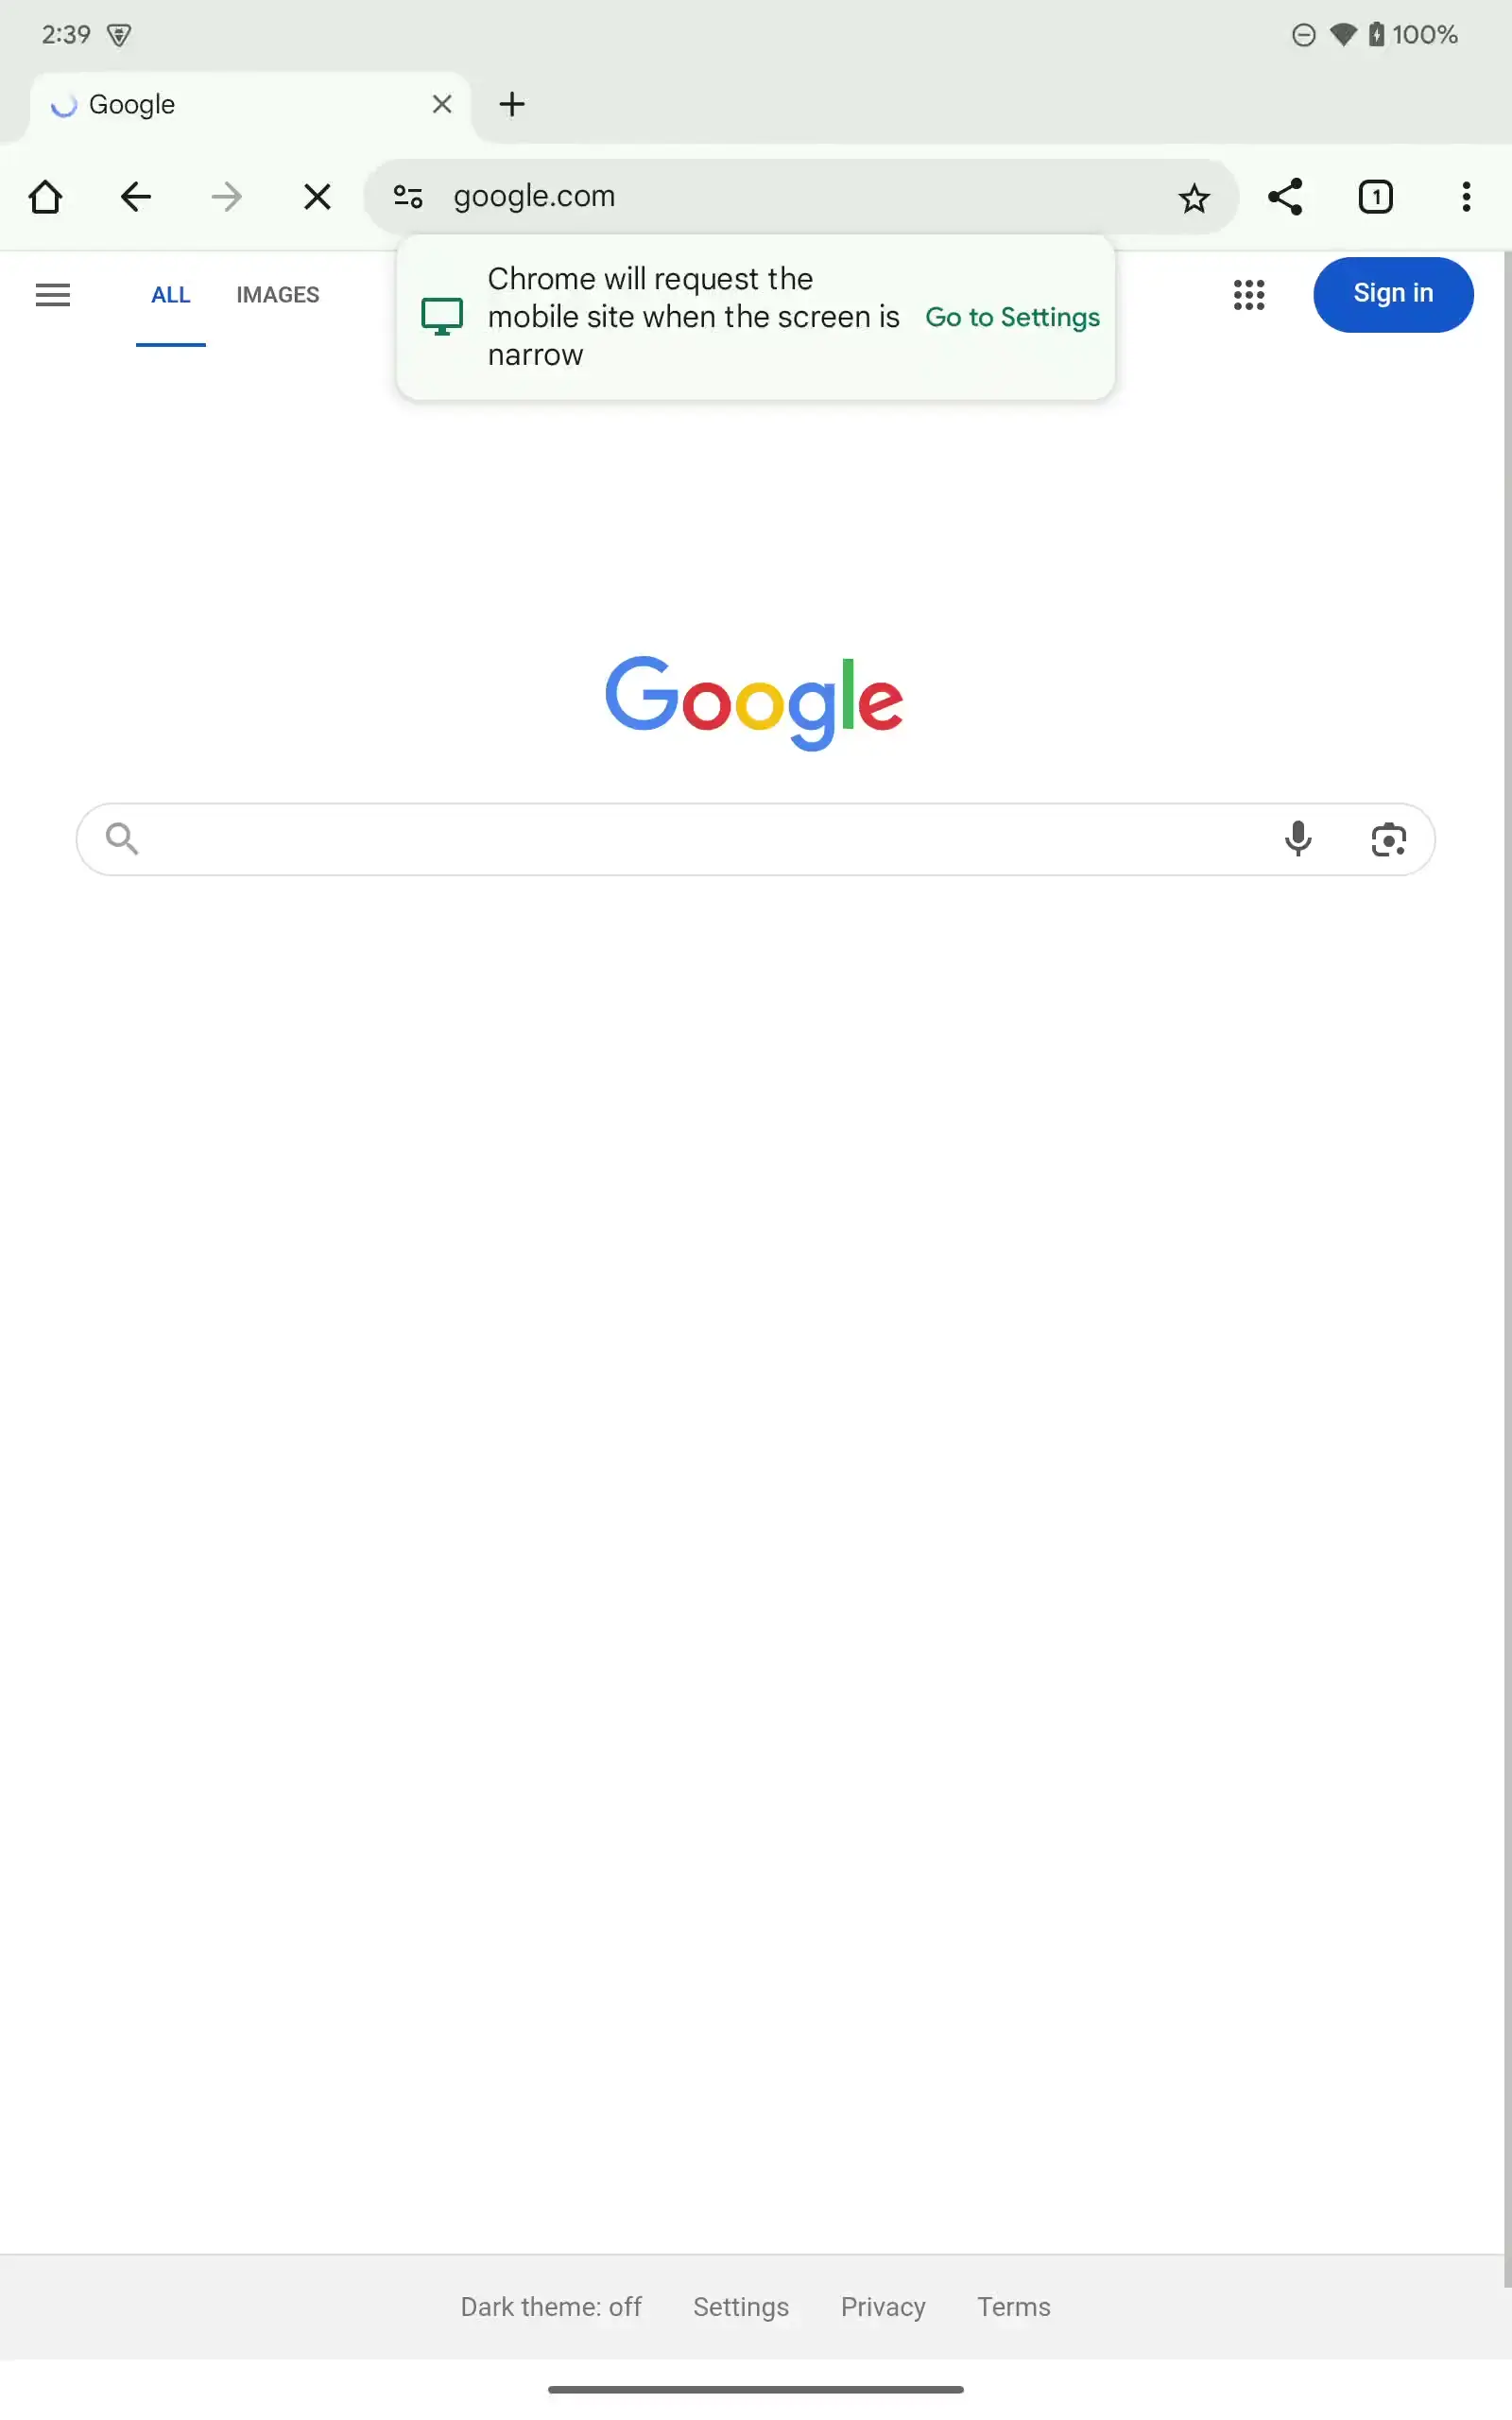 2:39
100%
Google
google.com
1
ALL IMAGES
Chrome will request the
mobile site when the screen is
narrow
Go to Settings
Sign in
Google
Dark theme: off Settings Privacy Terms